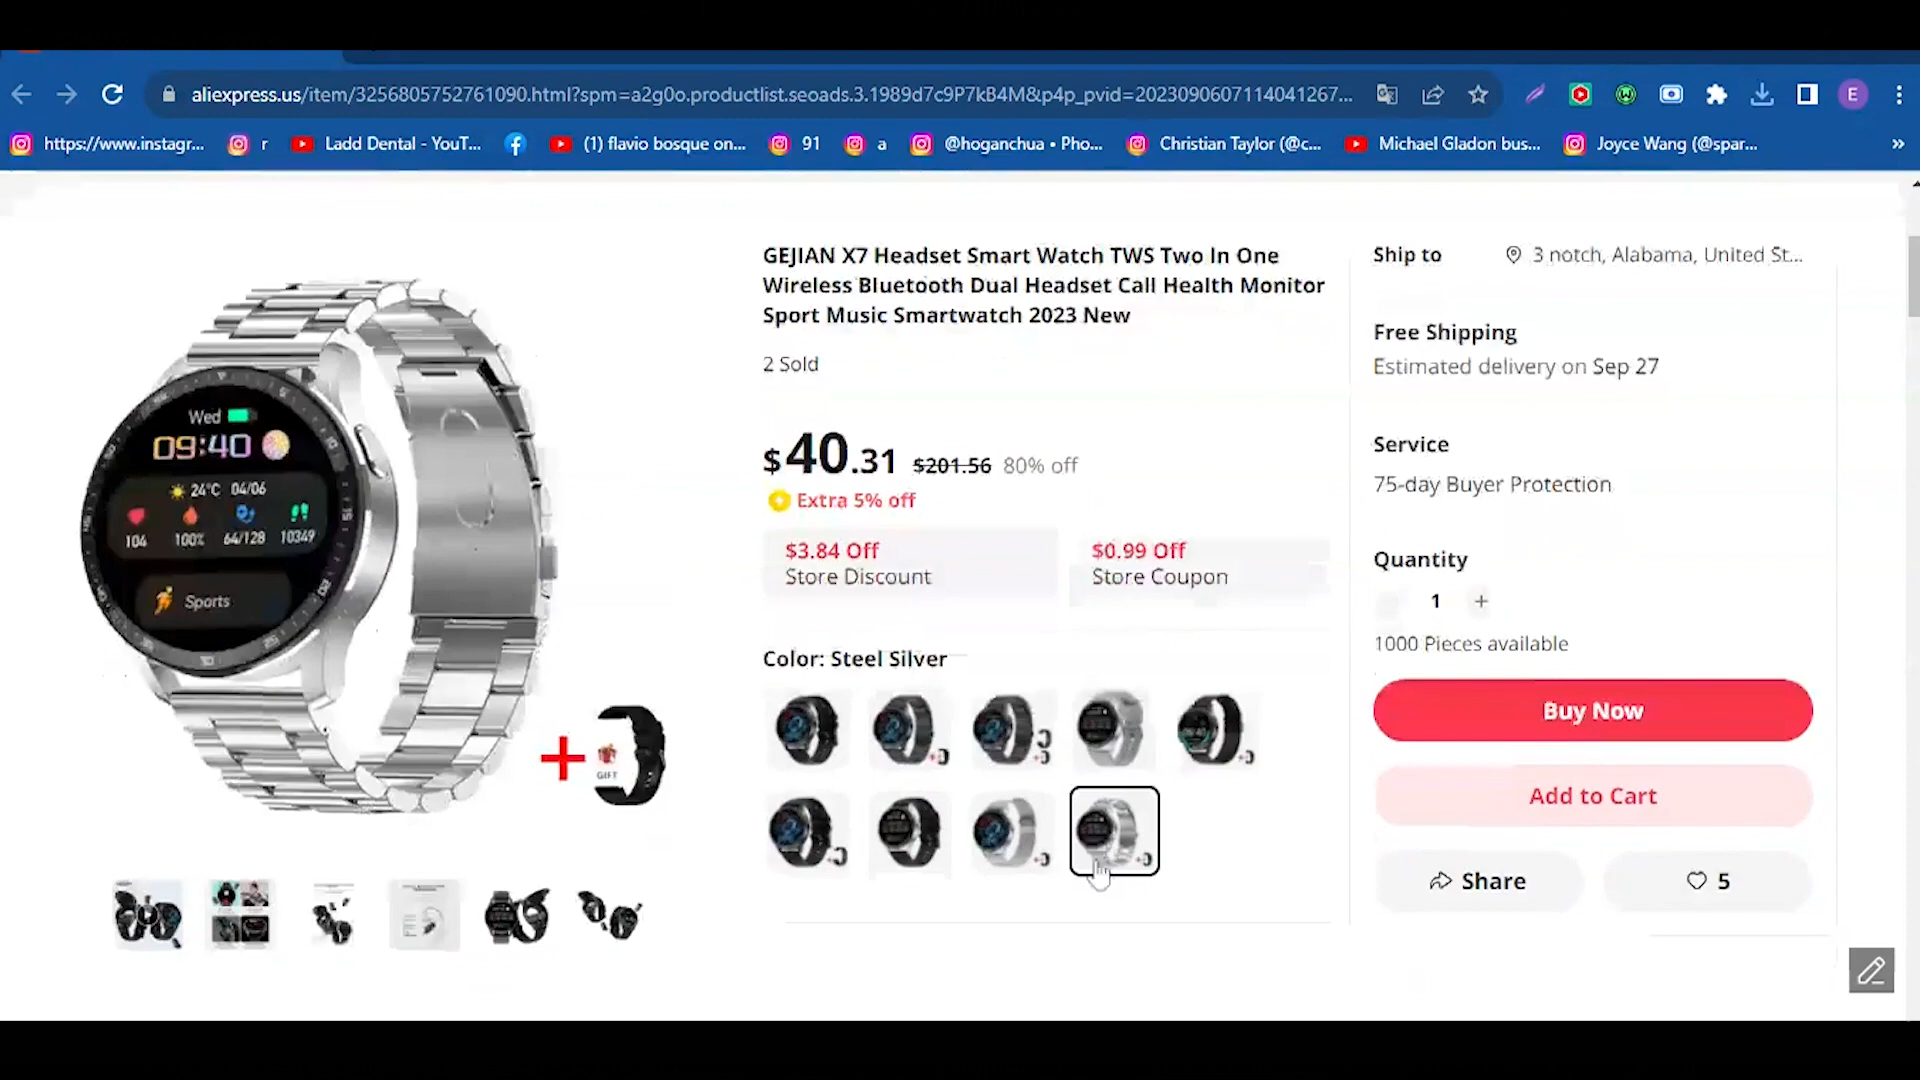 aliexpress.us/item/3256805752761090.html?spm=a2g0o.productlist.seoads.3.1989d7c9P7kB4M&p4p_pvid=202309060711404126​7...
E
https://www.instagr...
r
Ladd Dental - YouT...
(1) flavio bosque on...
91
a
@hoganchua • Pho...
Christian Taylor (@c...
Michael Gladon bus...
Joyce Wang (@spar...
»
GEJIAN X7 Headset Smart Watch TWS Two In One
Wireless Bluetooth Dual Headset Call Health Monitor
Sport Music Smartwatch 2023 New
2 Sold
$40.31 $201.56 80% off
Extra 5% off
$3.84 Off
Store Discount
$0.99 Off
Store Coupon
Color: Steel Silver
Wed
09:40
24°C 04/06
104 100% 64/128 10349
Sports
GIFT
Ship to
3 notch, Alabama, United St...
Free Shipping
Estimated delivery on Sep 27
Service
75-day Buyer Protection
Quantity
1 +
1000 Pieces available
Buy Now
Add to Cart
Share
5